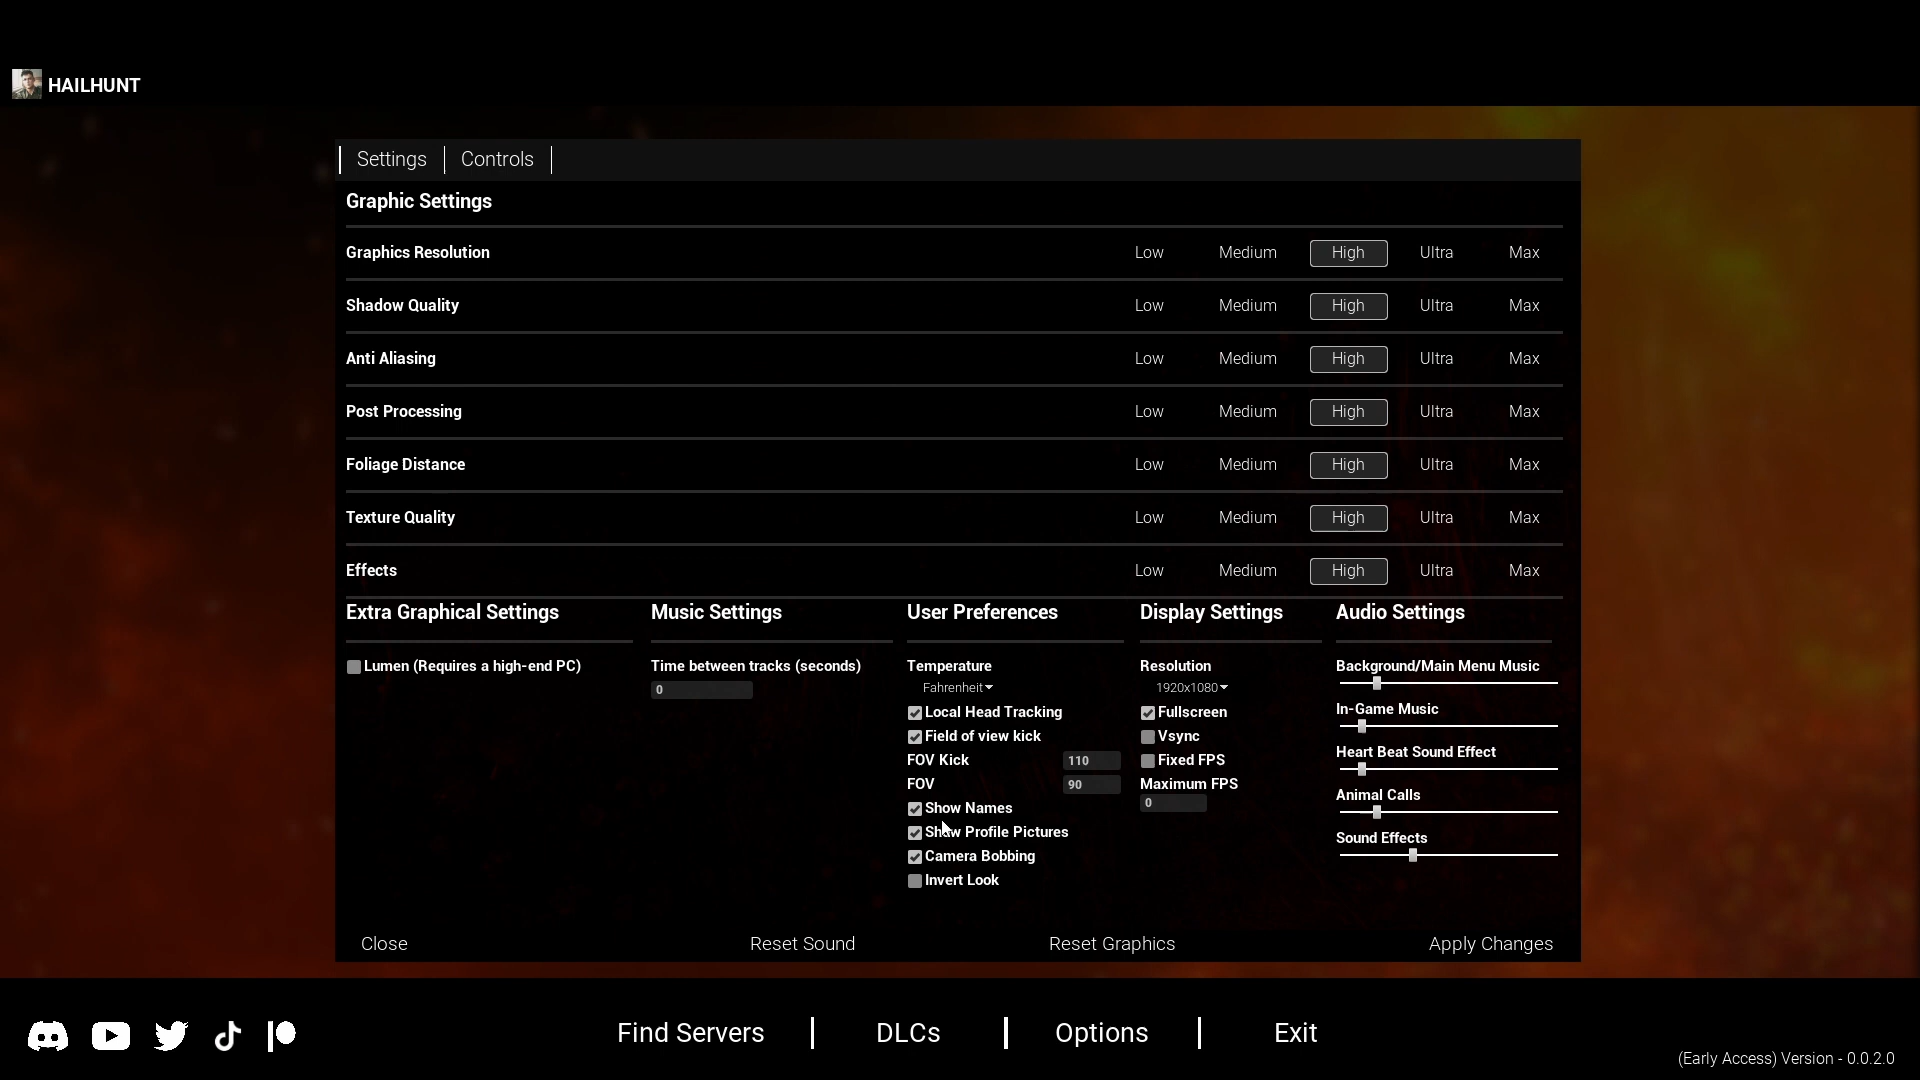 HAILHUNT
Settings Controls
Graphic Settings
Graphics Resolution Low Medium High Ultra Max
Shadow Quality Low Medium High Ultra Max
Anti Aliasing Low Medium High Ultra Max
Post Processing Low Medium High Ultra Max
Foliage Distance Low Medium High Ultra Max
Texture Quality Low Medium High Ultra Max
Effects Low Medium High Ultra Max
Extra Graphical Settings
Lumen (Requires a high-end PC)
Music Settings
Time between tracks (seconds)
0
User Preferences
Temperature
Fahrenheit
Local Head Tracking
Field of view kick
FOV Kick 110
FOV 90
Show Names
Show Profile Pictures
Camera Bobbing
Invert Look
Display Settings
Resolution
1920x1080
Fullscreen
Vsync
Fixed FPS
Maximum FPS
0
Audio Settings
Background/Main Menu Music
In-Game Music
Heart Beat Sound Effect
Animal Calls
Sound Effects
Close Reset Sound Reset Graphics Apply Changes
Find Servers DLCs Options Exit
(Early Access) Version - 0.0.2.0